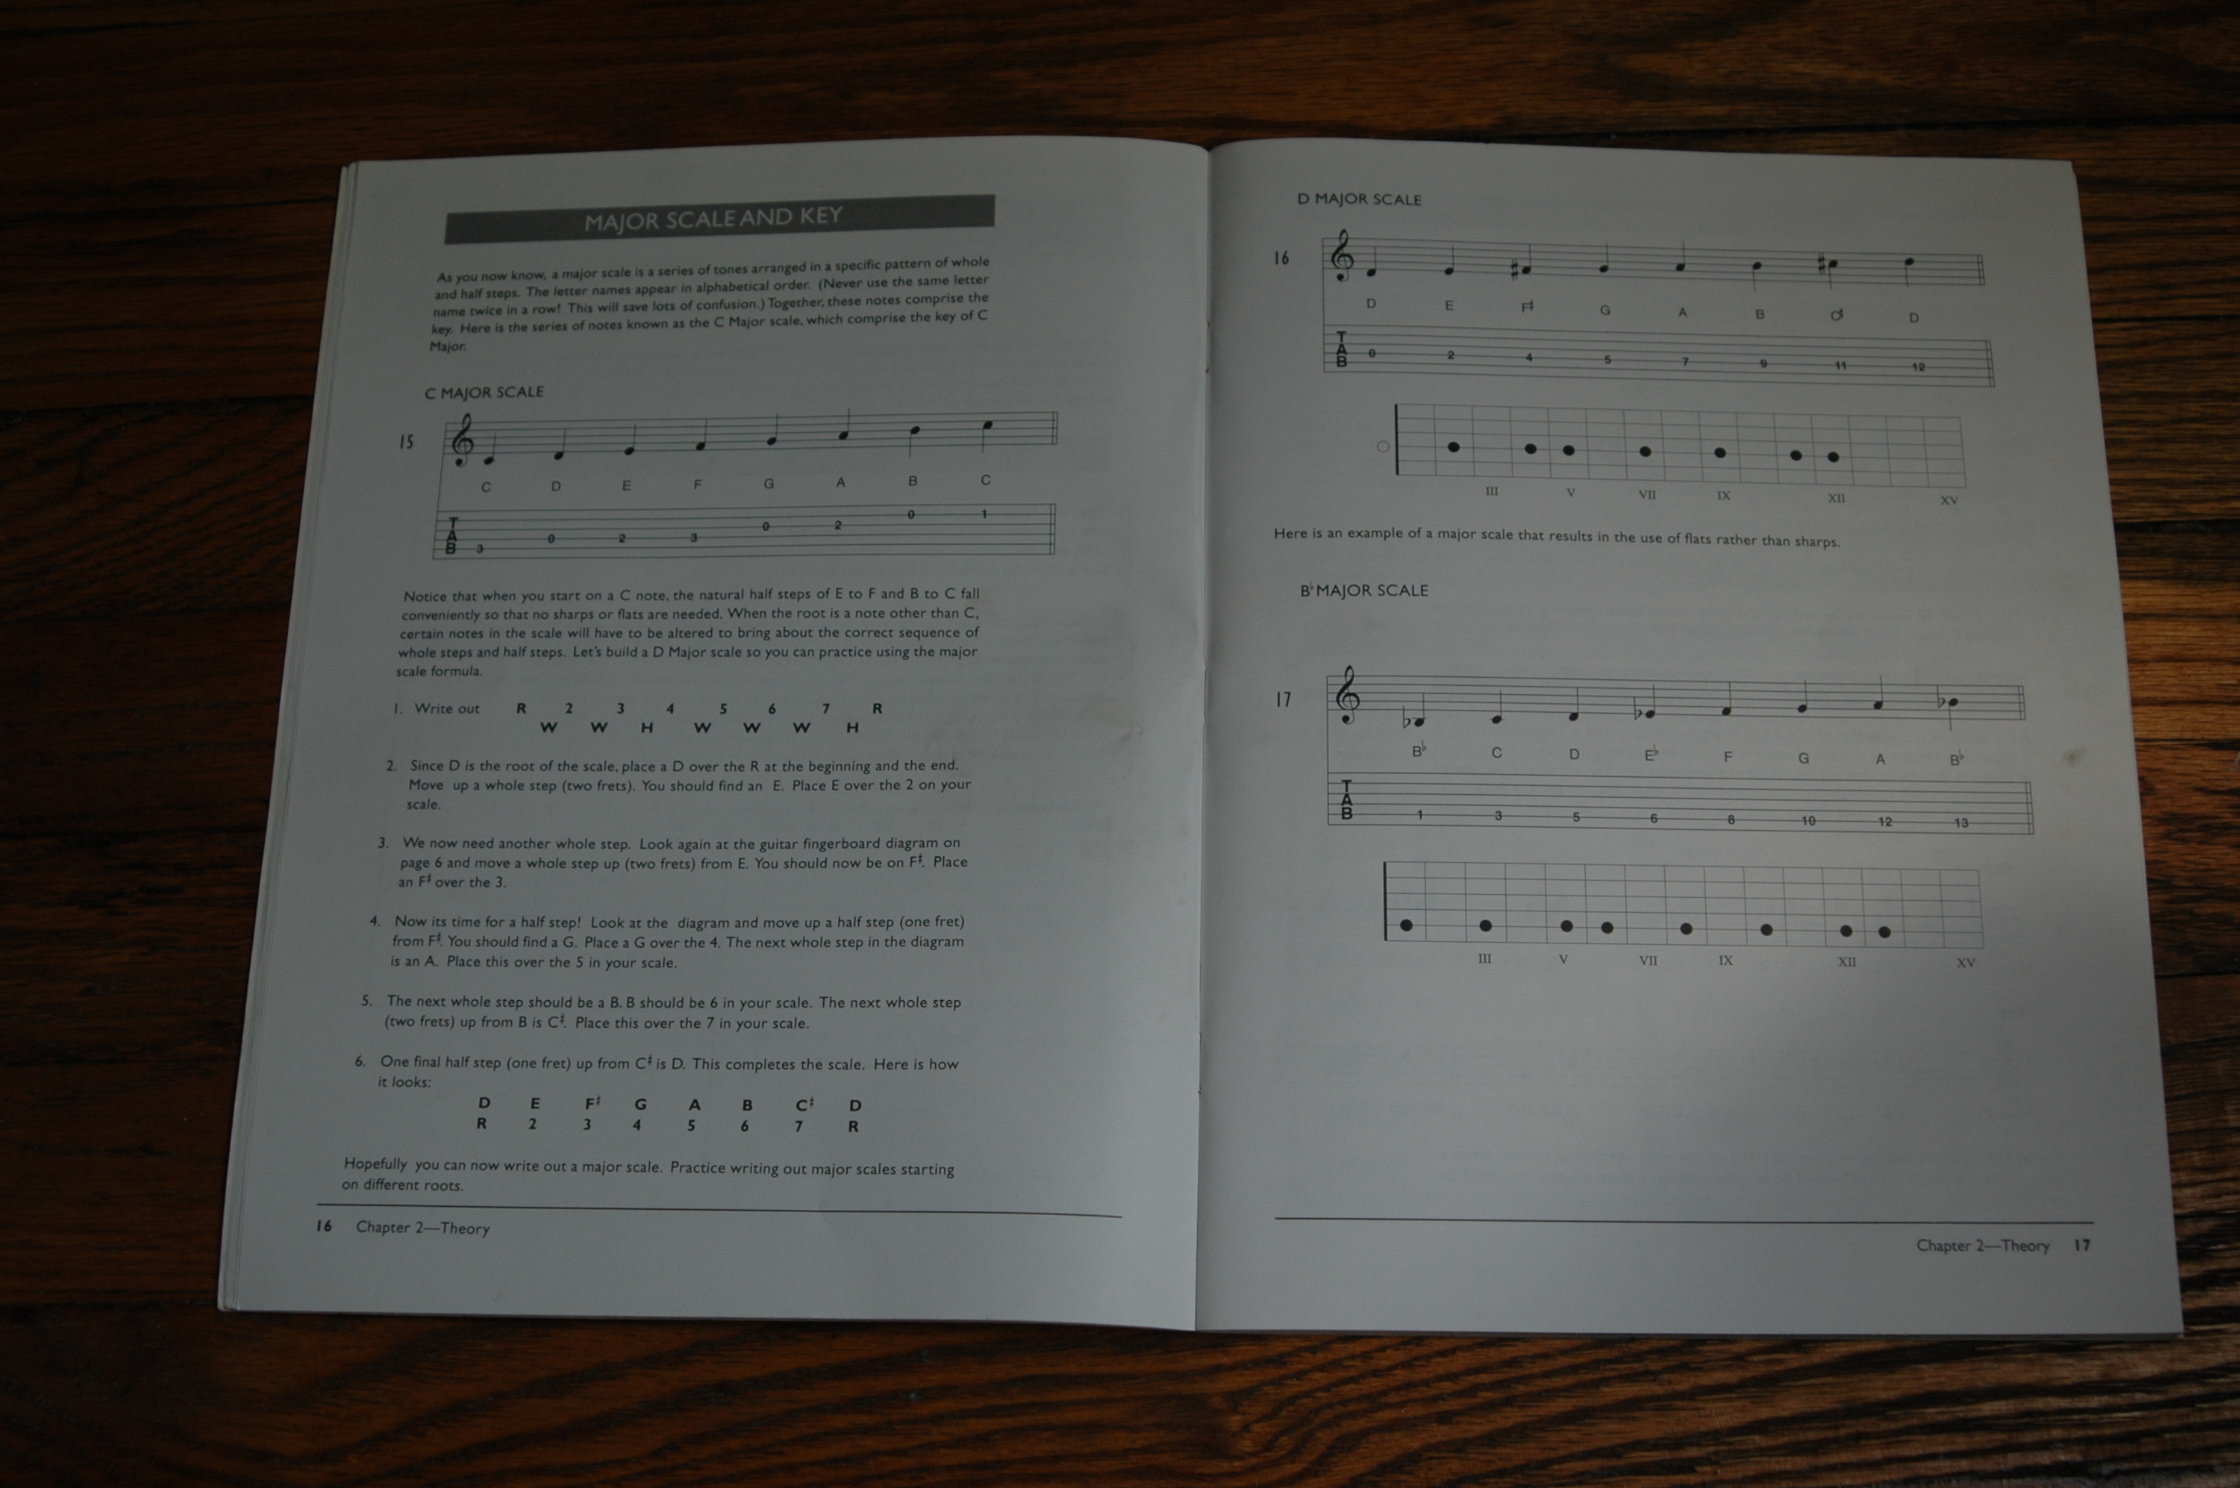 MAJOR SCALE AND KEY
As you now know, a major scale is a series of tones arranged in a specific pattern of whole
and half steps. The letter names appear in alphabetical order. (Never use the same letter
name twice in a row! This will save lots of confusion.) Together, these notes comprise the
key. Here is the series of notes known as the C Major scale, which comprise the key of C
Major.
C MAJOR SCALE
15
C D E F G A B C
TAB 3 0 2 3 0 2 0 1
Notice that when you start on a C note, the natural half steps of E to F and B to C fall
conveniently so that no sharps or flats are needed. When the root is a note other than C,
certain notes in the scale will have to be altered to bring about the correct sequence of
whole steps and half steps. Let's build a D Major scale so you can practice using the major
scale formula.
1. Write out R 2 3 4 5 6 7 R
W W H W W W H
2. Since D is the root of the scale, place a D over the R at the beginning and the end.
Move up a whole step (two frets). You should find an E. Place E over the 2 on your
scale.
3. We now need another whole step. Look again at the guitar fingerboard diagram on
page 6 and move a whole step up (two frets) from E. You should now be on F♯. Place
an F♯ over the 3.
4. Now its time for a half step! Look at the diagram and move up a half step (one fret)
from F♯. You should find a G. Place a G over the 4. The next whole step in the diagram
is an A. Place this over the 5 in your scale.
5. The next whole step should be a B. B should be 6 in your scale. The next whole step
(two frets) up from B is C♯. Place this over the 7 in your scale.
6. One final half step (one fret) up from C♯ is D. This completes the scale. Here is how
it looks:
D E F♯ G A B C♯ D
R 2 3 4 5 6 7 R
Hopefully you can now write out a major scale. Practice writing out major scales starting
on different roots.
16 Chapter 2—Theory
D MAJOR SCALE
16
D E F♯ G A B C♯ D
TAB 0 2 4 5 7 9 11 12
III V VII IX XII XV
Here is an example of a major scale that results in the use of flats rather than sharps.
B♭ MAJOR SCALE
17
B♭ C D E♭ F G A B♭
TAB 1 3 5 6 8 10 12 13
III V VII IX XII XV
Chapter 2—Theory 17